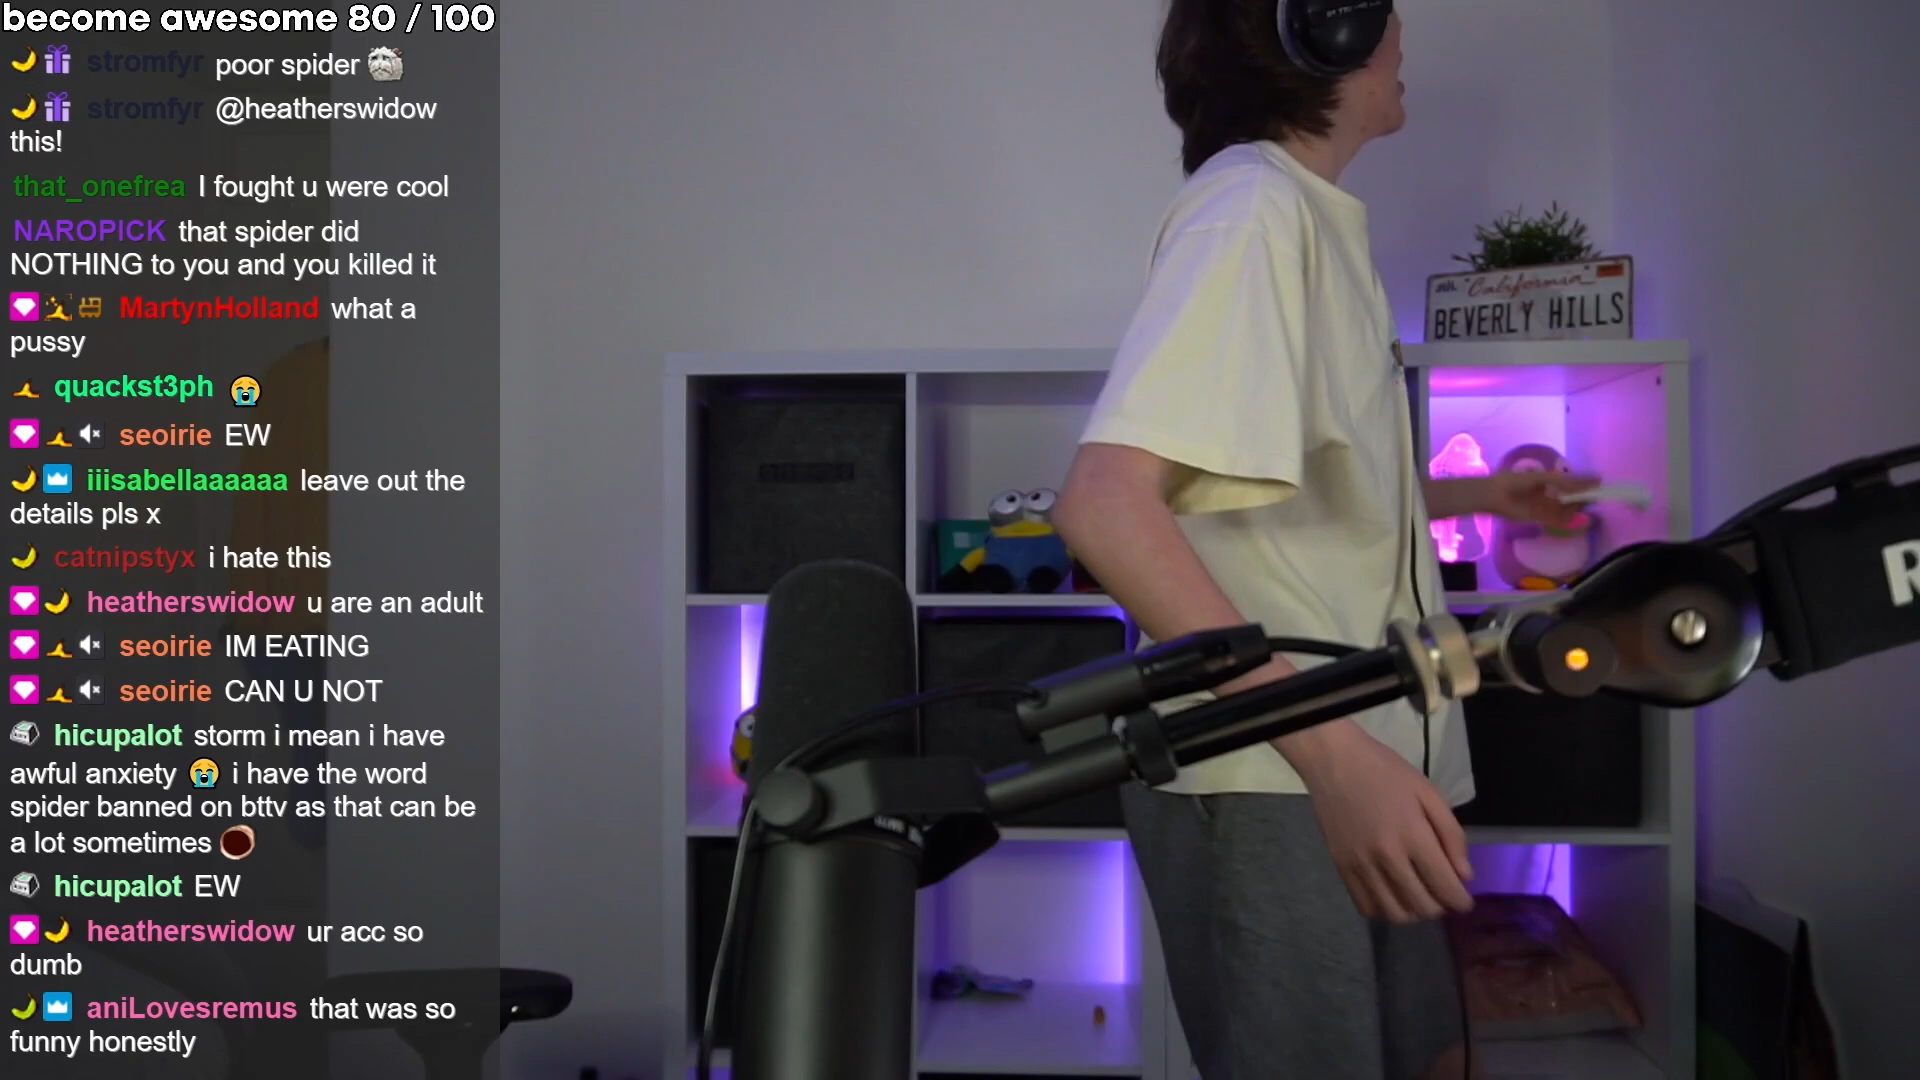 become awesome 80 / 100
stromfyr poor spider
stromfyr @heatherswidow
this!
that_onefrea I fought u were cool
NAROPICK that spider did
NOTHING to you and you killed it
MartynHolland what a
pussy
quackst3ph
seoirie EW
iiisabellaaaaaa leave out the
details pls x
catnipstyx i hate this
heatherswidow u are an adult
seoirie IM EATING
seoirie CAN U NOT
hicupalot storm i mean i have
awful anxiety i have the word
spider banned on bttv as that can be
a lot sometimes
hicupalot EW
heatherswidow ur acc so
dumb
aniLovesremus that was so
funny honestly
California
BEVERLY HILLS